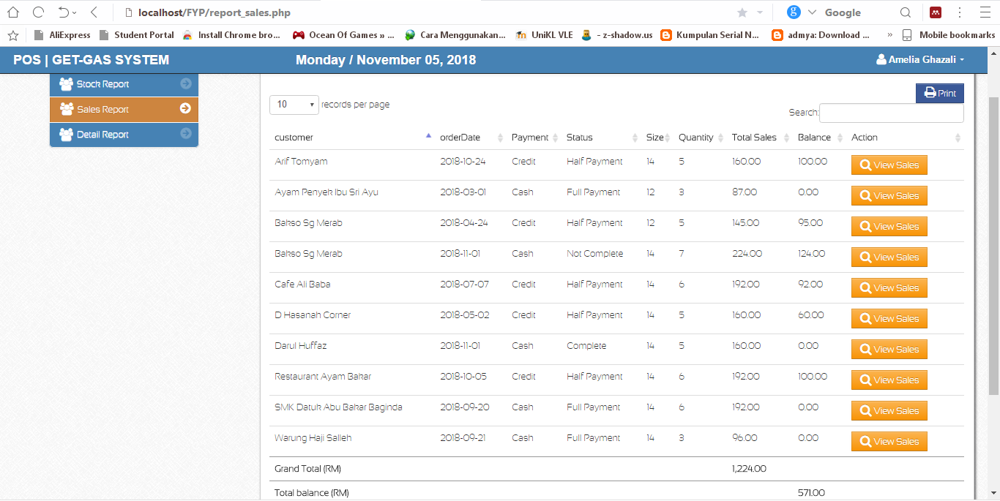 localhost/FYP/report_sales.php
Google
AliExpress Student Portal Install Chrome bro... Ocean Of Games » ... Cara Menggunakan... UniKL VLE - z-shadow.us Kumpulan Serial N... admya: Download ... » Mobile bookmarks
POS | GET-GAS SYSTEM Monday / November 05, 2018 Amelia Ghazali
Stock Report
Sales Report
Detail Report
Print
10 records per page
Search:
customer orderDate Payment Status Size Quantity Total Sales Balance Action
Arif Tomyam 2018-10-24 Credit Half Payment 14 5 160.00 100.00 View Sales
Ayam Penyek Ibu Sri Ayu 2018-03-01 Cash Full Payment 12 3 87.00 0.00 View Sales
Bakso Sg Merab 2018-04-24 Credit Half Payment 12 5 145.00 95.00 View Sales
Bakso Sg Merab 2018-11-01 Cash Not Complete 14 7 224.00 124.00 View Sales
Cafe Ali Baba 2018-07-07 Credit Half Payment 14 6 192.00 92.00 View Sales
D Hasanah Corner 2018-05-02 Credit Half Payment 14 5 160.00 60.00 View Sales
Darul Huffaz 2018-11-01 Cash Complete 14 5 160.00 0.00 View Sales
Restaurant Ayam Bakar 2018-10-05 Credit Half Payment 14 6 192.00 100.00 View Sales
SMK Datuk Abu Bakar Baginda 2018-09-20 Cash Full Payment 14 6 192.00 0.00 View Sales
Warung Haji Salleh 2018-09-21 Cash Full Payment 14 3 96.00 0.00 View Sales
Grand Total (RM) 1,224.00
Total balance (RM) 571.00